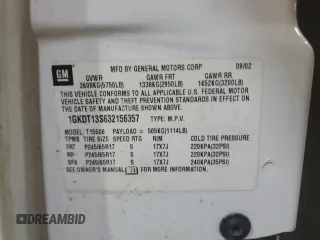 GM
MFD BY GENERAL MOTORS CORP 09/02
GVWR GAWR FRT GAWR RR
2608KG(5750LB) 1338KG(2950LB) 1452KG(3200LB)
THIS VEHICLE CONFORMS TO ALL APPLICABLE U.S. FEDERAL
MOTOR VEHICLE SAFETY, BUMPER, AND THEFT PREVENTION
STANDARDS IN EFFECT ON THE DATE OF MANUFACTURE
SHOWN ABOVE.
1GKDT13S632156357 TYPE: M.P.V.
MODEL: T15506 PAYLOAD = 505KG(1114LB)
TIRE SIZE SPEED RTG RIM COLD TIRE PRESSURE
FRT P245/65R17 S 17X7J 220KPA(32PSI)
RR P245/65R17 S 17X7J 220KPA(32PSI)
SPA P245/65R17 S 17X7J 240KPA(35PSI)
SEE OWNER'S MANUAL FOR ADDITIONAL INFORMATION
DREAMBID